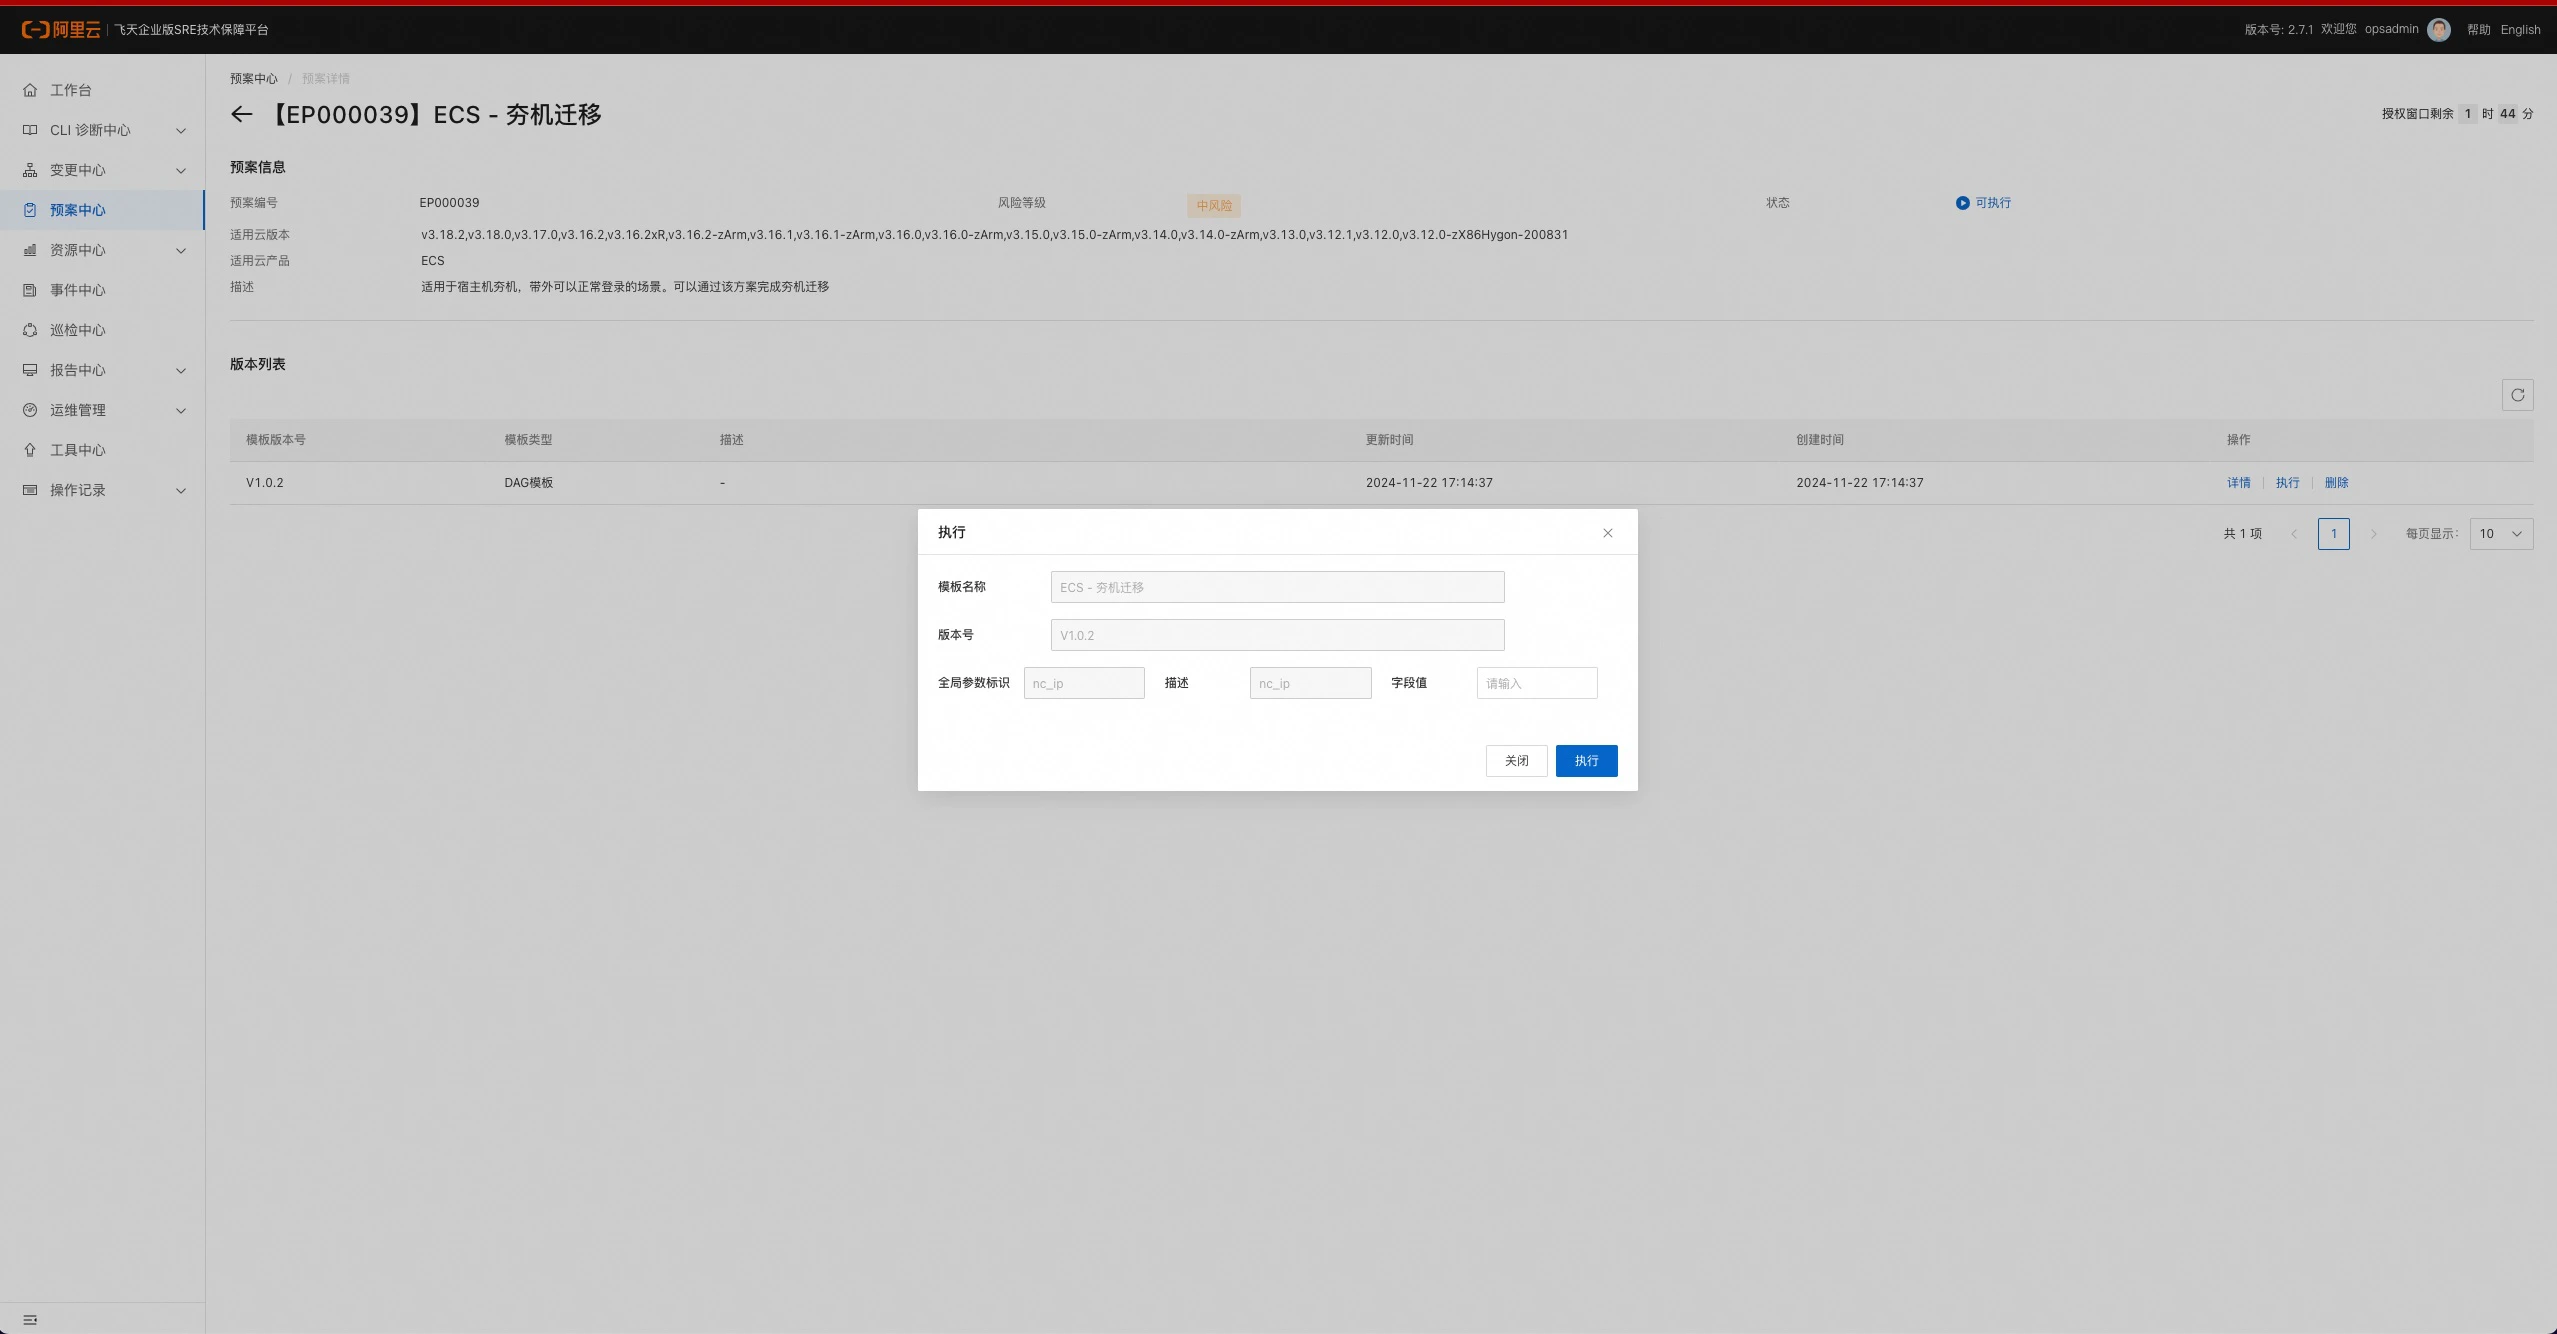 阿里云 | 飞天企业版SRE技术保障平台
版本号: 2.7.1 欢迎您 opsadmin 帮助 English
工作台
CLI 诊断中心
变更中心
预案中心
资源中心
事件中心
巡检中心
报告中心
运维管理
工具中心
操作记录
预案中心 / 预案详情
【EP000039】ECS - 夯机迁移
授权窗口剩余 1 时 44 分
预案信息
预案编号 EP000039 风险等级 中风险 状态 可执行
适用云版本 v3.18.2,v3.18.0,v3.17.0,v3.16.2,v3.16.2xR,v3.16.2-zArm,v3.16.1,v3.16.1-zArm,v3.16.0,v3.16.0-zArm,v3.15.0,v3.15.0-zArm,v3.14.0,v3.14.0-zArm,v3.13.0,v3.12.1,v3.12.0,v3.12.0-zX86Hygon-200831
适用云产品 ECS
描述 适用于宿主机夯机，带外可以正常登录的场景。可以通过该方案完成夯机迁移
版本列表
模板版本号 模板类型 描述 更新时间 创建时间 操作
V1.0.2 DAG模板 - 2024-11-22 17:14:37 2024-11-22 17:14:37 详情 执行 删除
共 1 项 1 每页显示: 10
执行
模板名称 ECS - 夯机迁移
版本号 V1.0.2
全局参数标识 nc_ip 描述 nc_ip 字段值 请输入
关闭 执行